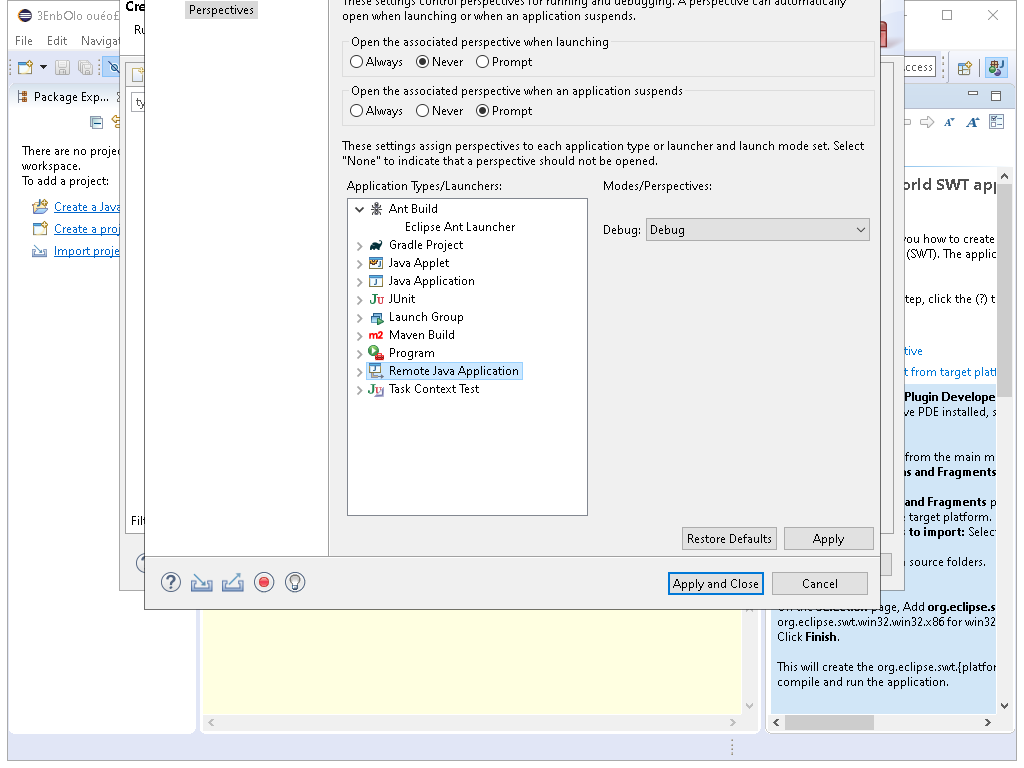 3EnbOlo
File Edit Navigat
Package Exp...
There are no proje
workspace.
To add a project:
Create a Java
Create a proj
Import proje
Cre
Ru
ty
Filt
Perspectives
These settings control perspectives for running and debugging. A perspective can automatically
open when launching or when an application suspends.
Open the associated perspective when launching
Always Never Prompt
Open the associated perspective when an application suspends
Always Never Prompt
These settings assign perspectives to each application type or launcher and launch mode set. Select
"None" to indicate that a perspective should not be opened.
Application Types/Launchers:
Modes/Perspectives:
Ant Build
Eclipse Ant Launcher
Gradle Project
Java Applet
Java Application
JUnit
Launch Group
Maven Build
Program
Remote Java Application
Task Context Test
Debug: Debug
Restore Defaults Apply
Apply and Close Cancel
ccess
orld SWT app
you how to create
(SWT). The applic
tep, click the (?) t
tive
t from target platf
Plugin Develope
ve PDE installed, s
from the main m
ns and Fragments
and Fragments p
target platform.
to import: Selec
source folders.
On the Selection page, Add org.eclipse.s
org.eclipse.swt.win32.win32.x86 for win32
Click Finish.
This will create the org.eclipse.swt.{platfor
compile and run the application.